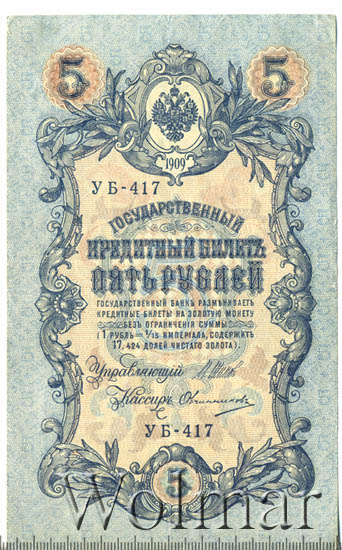 5 5
1909
УБ-417
ГОСУДАРСТВЕННЫЙ
КРЕДИТНЫЙ БИЛЕТЪ
ПЯТЬ РУБЛЕЙ
ГОСУДАРСТВЕННЫЙ БАНКЪ РАЗМѢНИВАЕТЪ
КРЕДИТНЫЕ БИЛЕТЫ НА ЗОЛОТУЮ МОНЕТУ
БЕЗЪ ОГРАНИЧЕНІЯ СУММЫ
(1 РУБЛЬ = 1/15 ИМПЕРІАЛА, СОДЕРЖИТЪ
17,424 ДОЛЕЙ ЧИСТАГО ЗОЛОТА).
Управляющій
Кассиръ Овчинниковъ
УБ-417
5
Wolmar